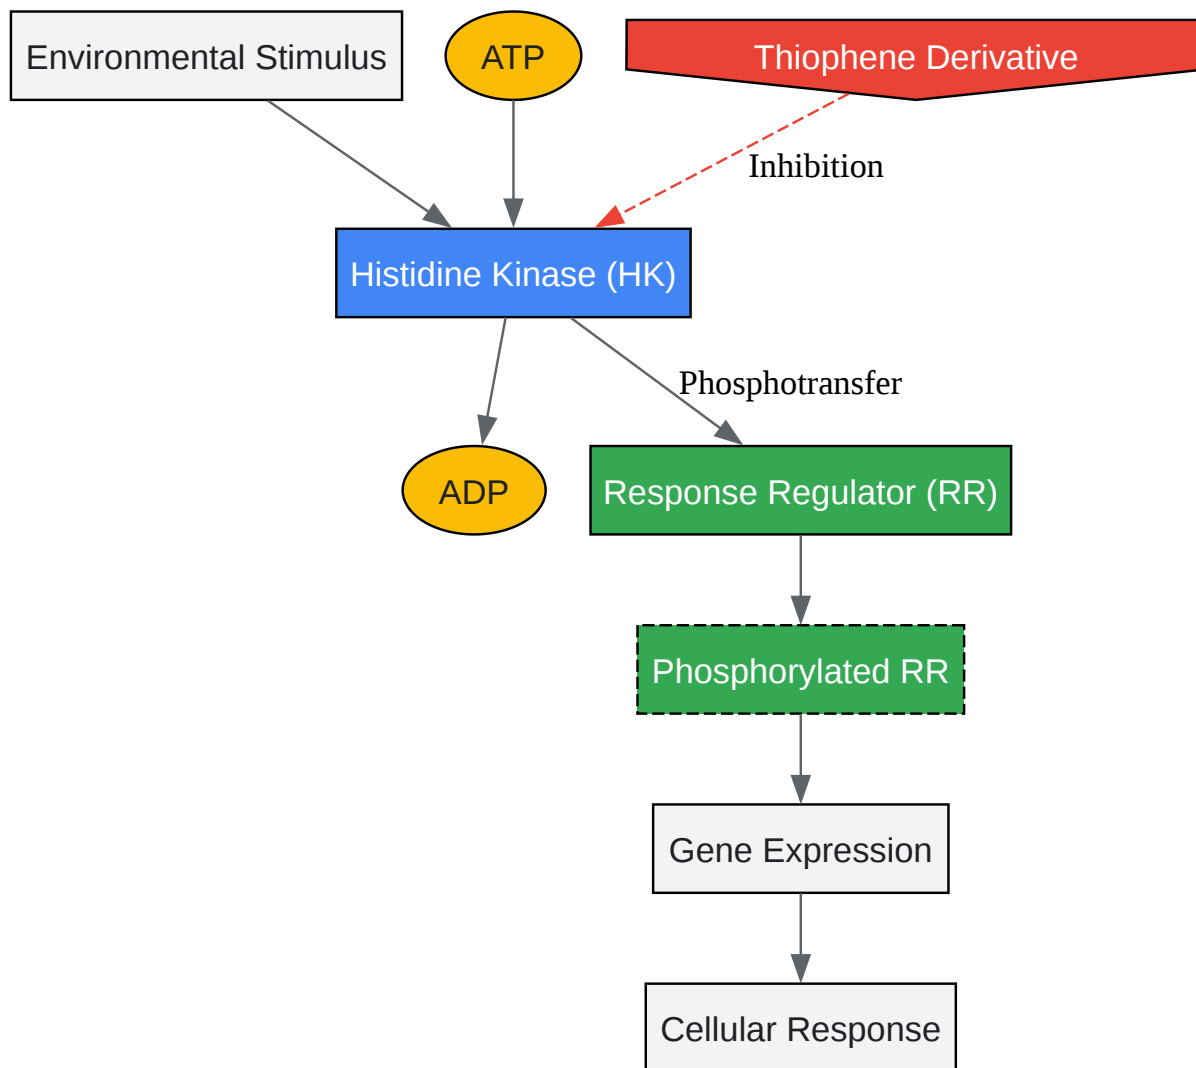 Environmental Stimulus
ATP
Thiophene Derivative
Inhibition
Histidine Kinase (HK)
Phosphotransfer
ADP
Response Regulator (RR)
Phosphorylated RR
Gene Expression
Cellular Response